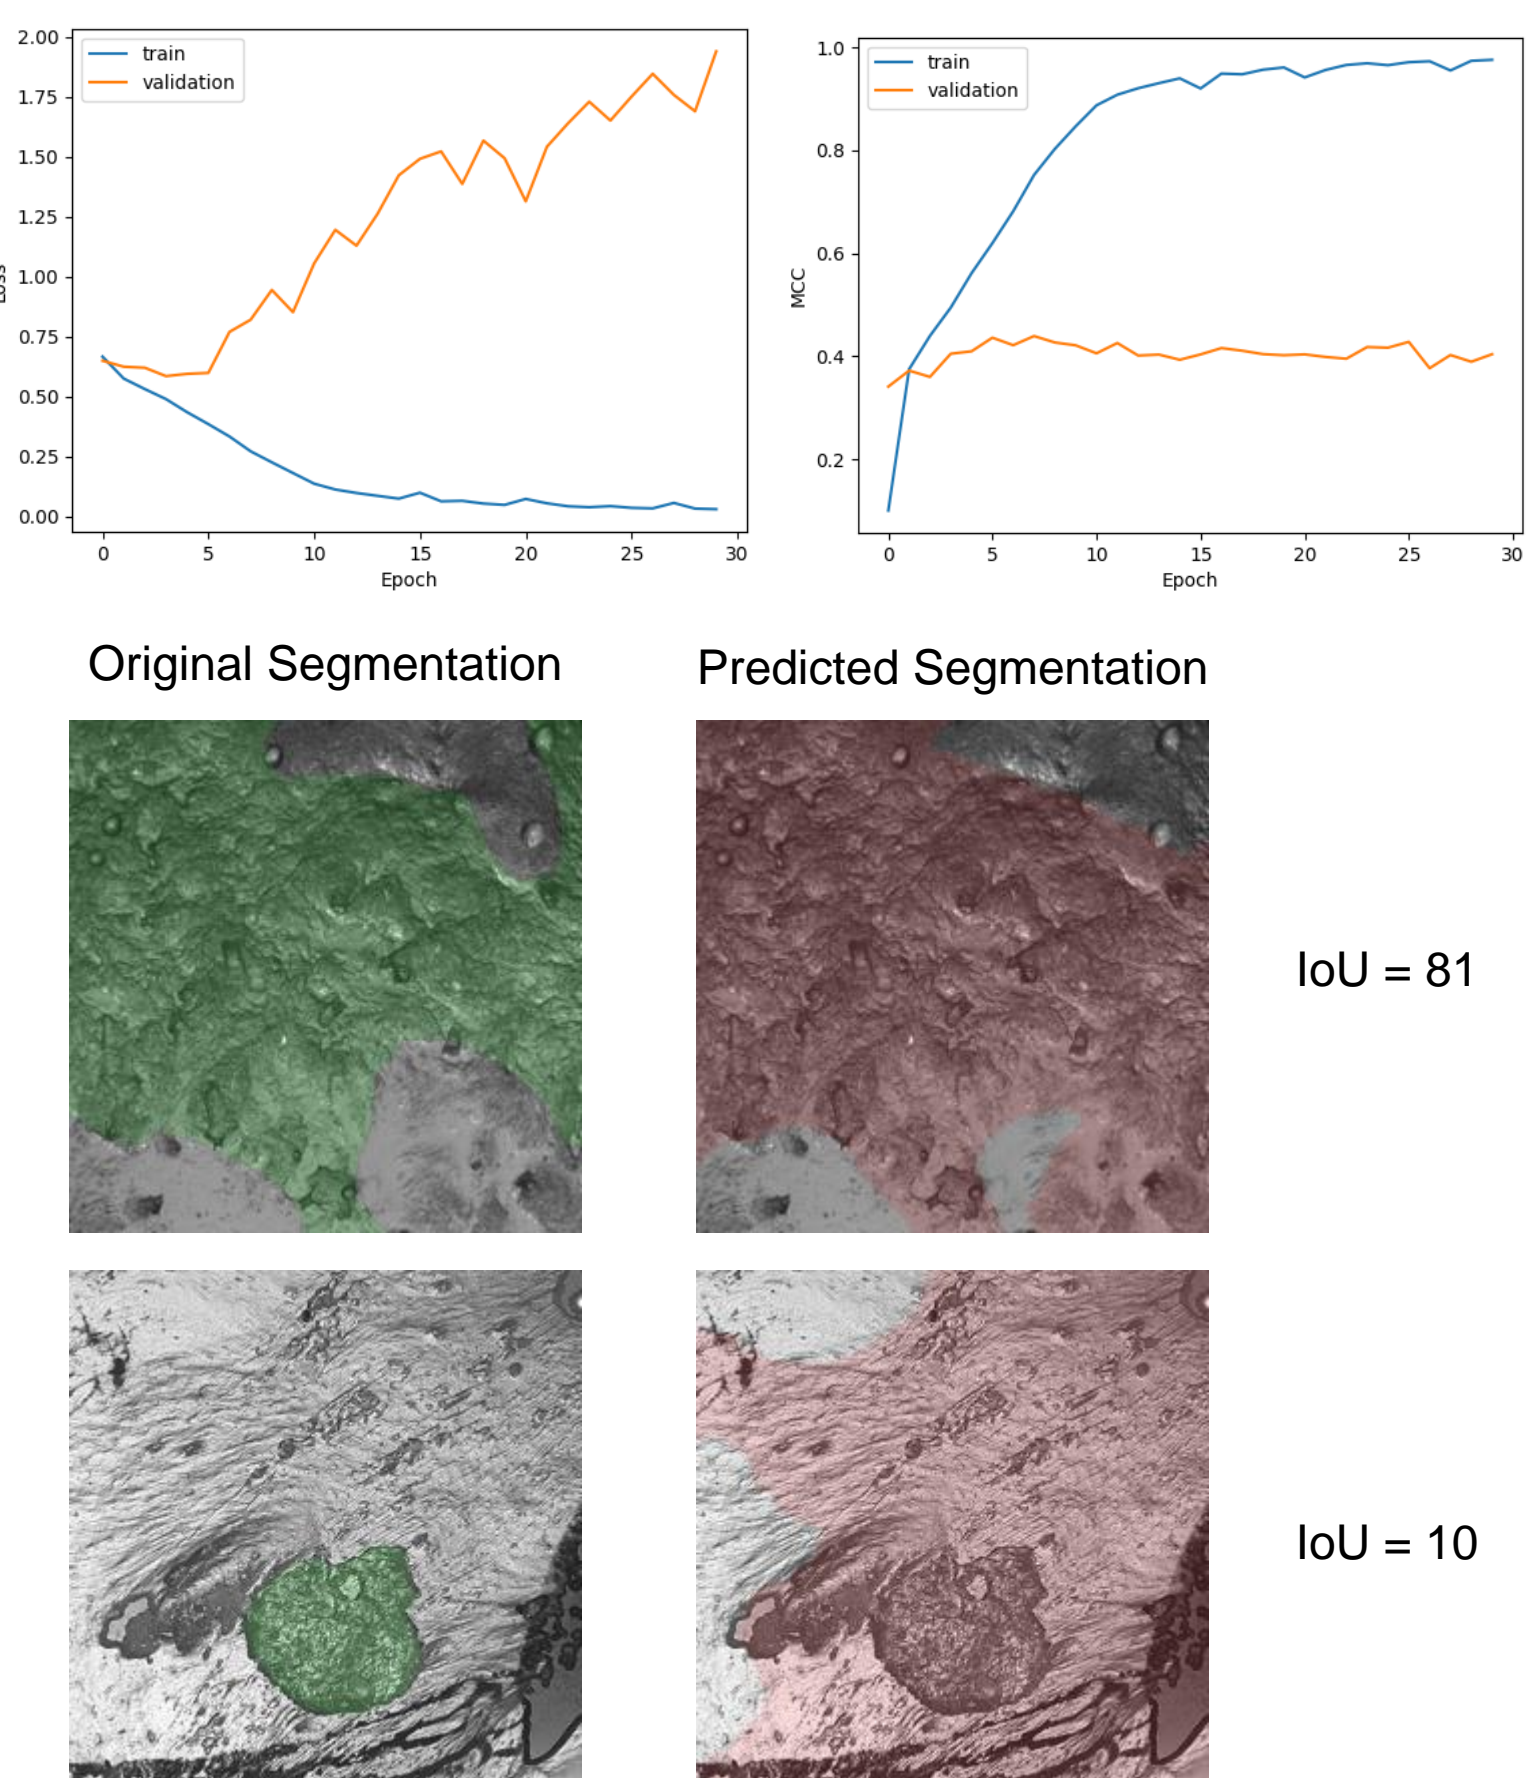 2.00
1.75
1.50
1.25
1.00
0.75
0.50
0.25
0.00
train
validation
0 5 10 15 20 25 30
Epoch
1.0
0.8
0.6
0.4
0.2
MCC
train
validation
0 5 10 15 20 25 30
Epoch
Original Segmentation
Predicted Segmentation
IoU = 81
IoU = 10